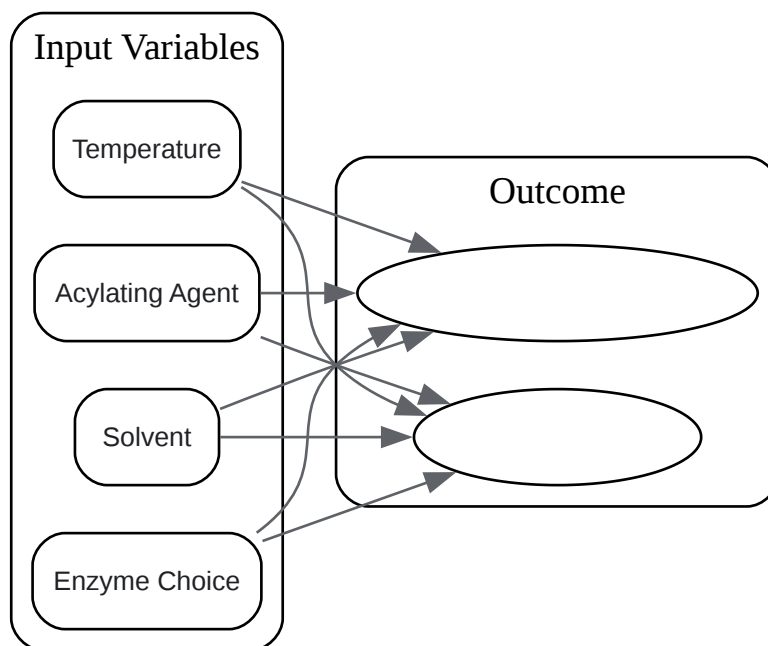 Input Variables
Temperature
Acylating Agent
Solvent
Enzyme Choice
Outcome